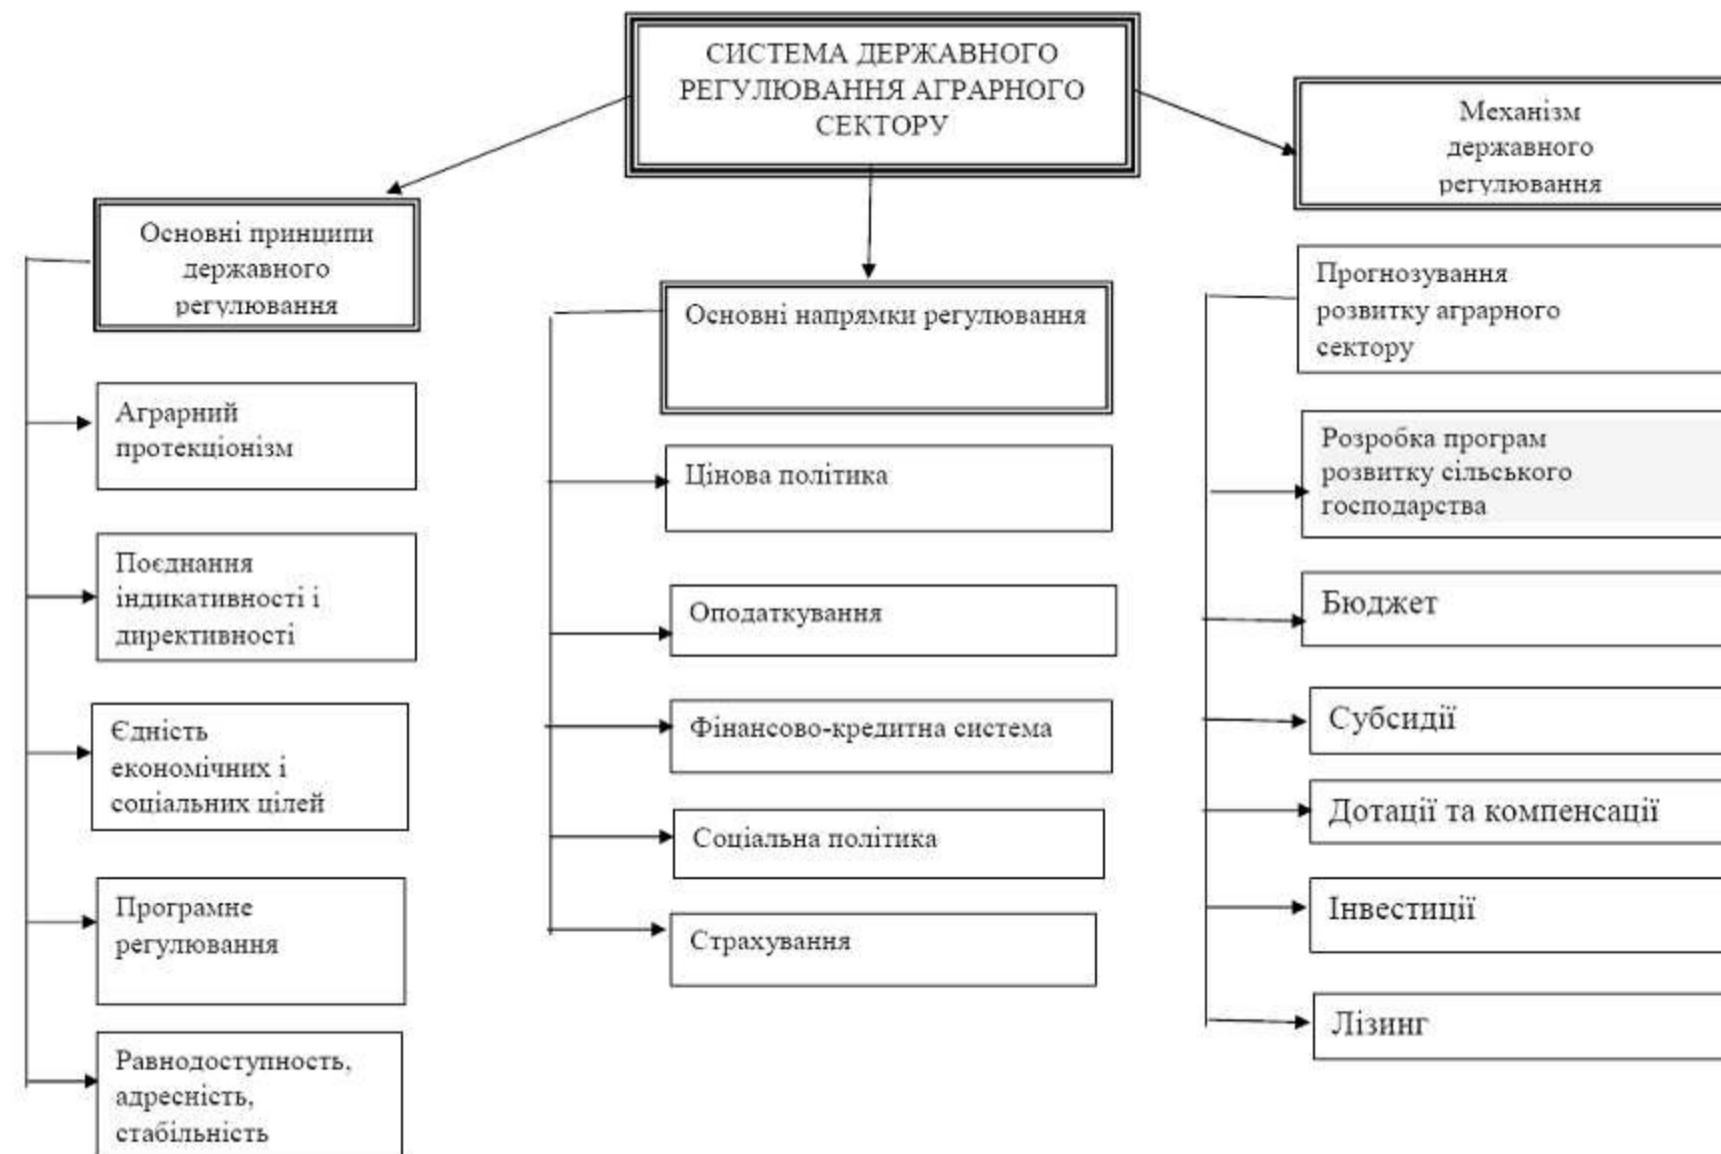 СИСТЕМА ДЕРЖАВНОГО
РЕГУЛЮВАННЯ АГРАРНОГО
СЕКТОРУ
Основні принципи
державного
регулювання
Аграрний
протекціонізм
Поєднання
індикативності і
директивності
Єдність
економічних і
соціальних цілей
Програмне
регулювання
Равнодоступность,
адресність,
стабільність
Основні напрямки регулювання
Цінова політика
Оподаткування
Фінансово-кредитна система
Соціальна політика
Страхування
Механізм
державного
регулювання
Прогнозування
розвитку аграрного
сектору
Розробка програм
розвитку сільського
господарства
Бюджет
Субсидії
Дотації та компенсації
Інвестиції
Лізинг